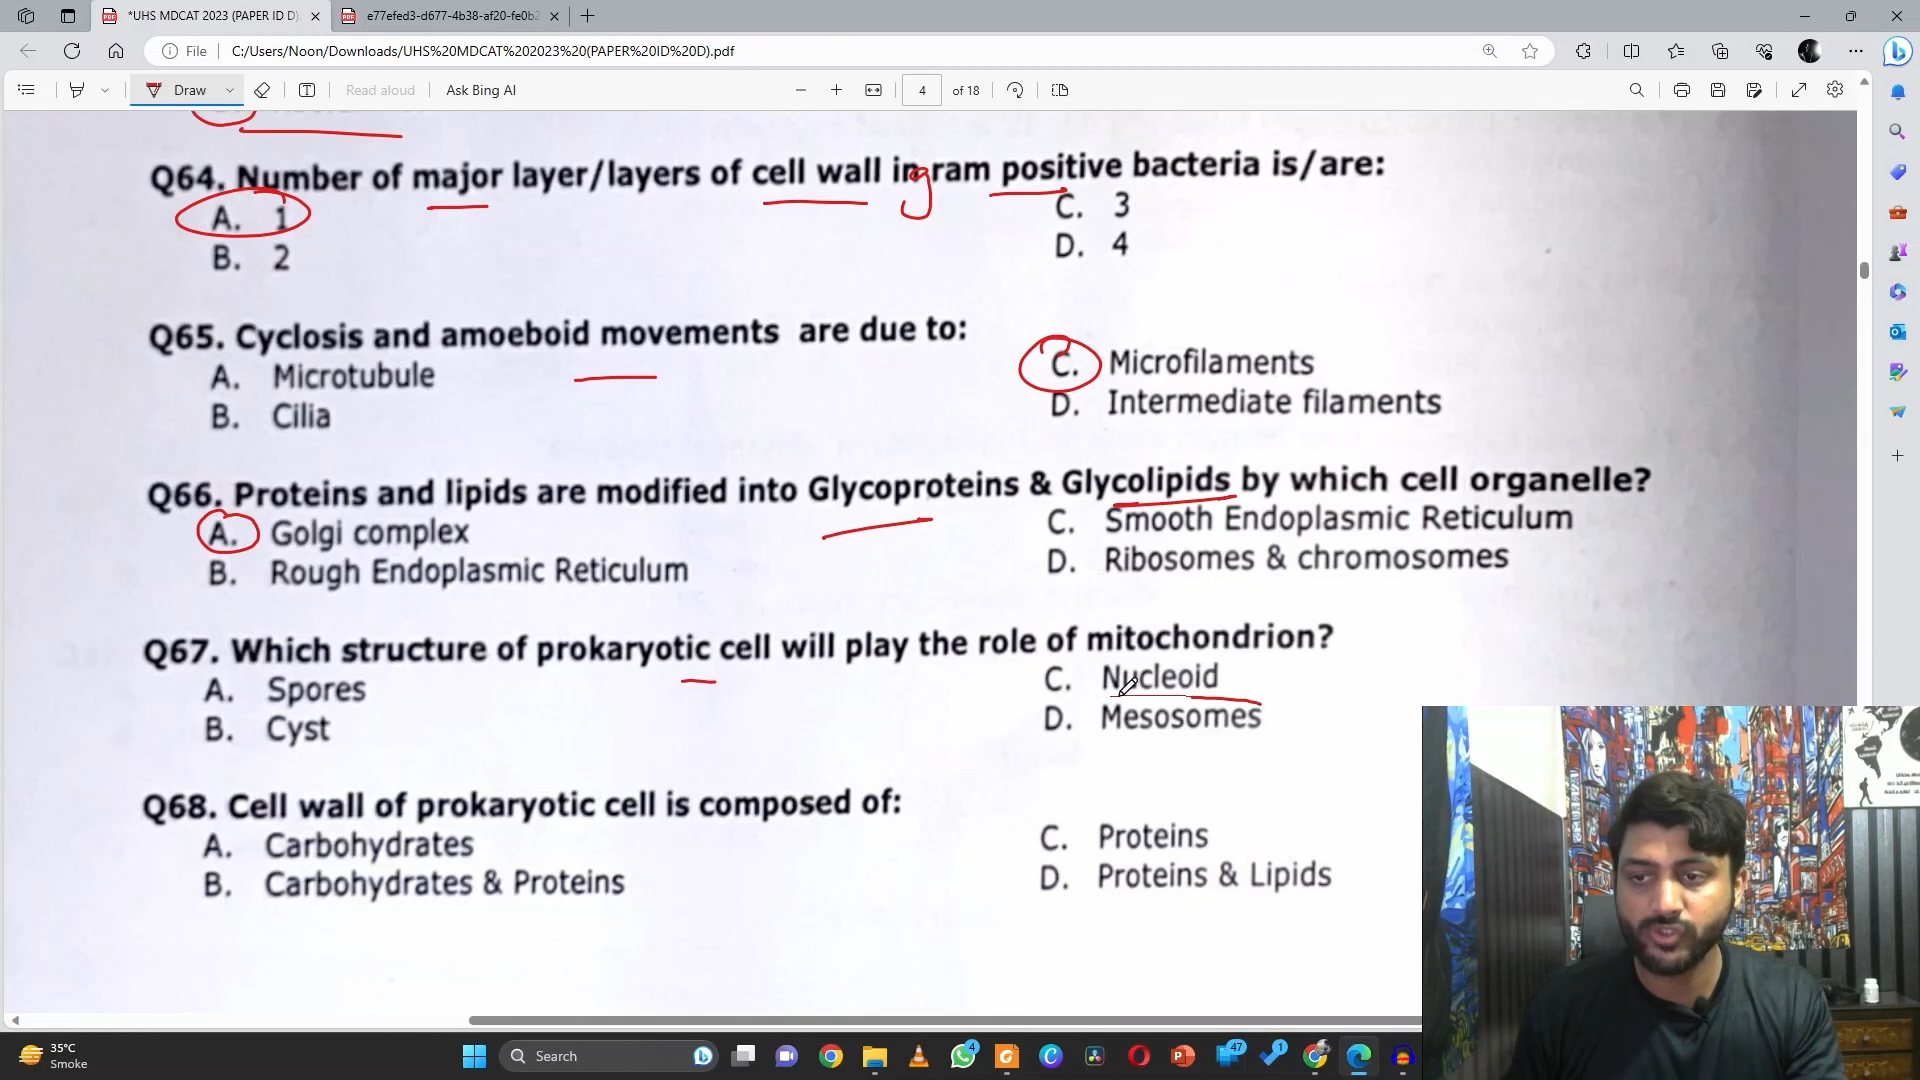 *UHS MDCAT 2023 (PAPER ID D).
e77efed3-d677-4b38-af20-fe0b2
File
C:/Users/Noon/Downloads/UHS%20MDCAT%202023%20(PAPER%20ID%20D).pdf
Draw
Read aloud
Ask Bing AI
4
of 18
Q64. Number of major layer/layers of cell wall in gram positive bacteria is/are:
A. 1
C. 3
B. 2
D. 4
Q65. Cyclosis and amoeboid movements are due to:
A. Microtubule
C. Microfilaments
B. Cilia
D. Intermediate filaments
Q66. Proteins and lipids are modified into Glycoproteins & Glycolipids by which cell organelle?
A. Golgi complex
C. Smooth Endoplasmic Reticulum
B. Rough Endoplasmic Reticulum
D. Ribosomes & chromosomes
Q67. Which structure of prokaryotic cell will play the role of mitochondrion?
A. Spores
C. Nucleoid
B. Cyst
D. Mesosomes
Q68. Cell wall of prokaryotic cell is composed of:
A. Carbohydrates
C. Proteins
B. Carbohydrates & Proteins
D. Proteins & Lipids
35°C
Smoke
Search
4
47
1